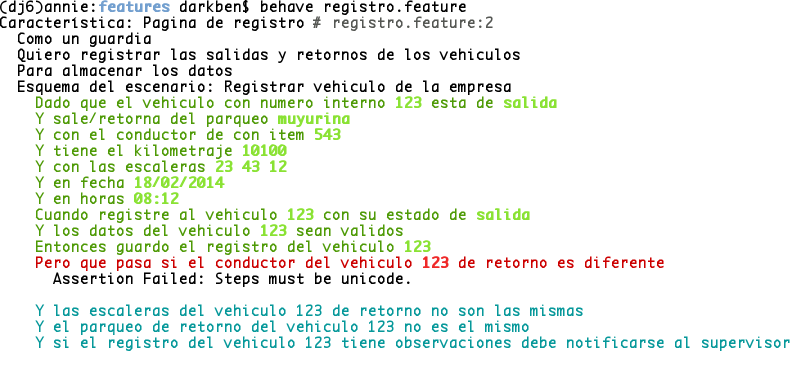 (dj6)annie:features darkben$ behave registro.feature
Característica: Pagina de registro # registro.feature:2
Como un guardia
Quiero registrar las salidas y retornos de los vehiculos
Para almacenar los datos
Esquema del escenario: Registrar vehiculo de la empresa
Dado que el vehiculo con numero interno 123 esta de salida
Y sale/retorna del parqueo muyurina
Y con el conductor de con item 543
Y tiene el kilometraje 10100
Y con las escaleras 23 43 12
Y en fecha 18/02/2014
Y en horas 08:12
Cuando registre al vehiculo 123 con su estado de salida
Y los datos del vehiculo 123 sean validos
Entonces guardo el registro del vehiculo 123
Pero que pasa si el conductor del vehiculo 123 de retorno es diferente
Assertion Failed: Steps must be unicode.
Y las escaleras del vehiculo 123 de retorno no son las mismas
Y el parqueo de retorno del vehiculo 123 no es el mismo
Y si el registro del vehiculo 123 tiene observaciones debe notificarse al supervisor